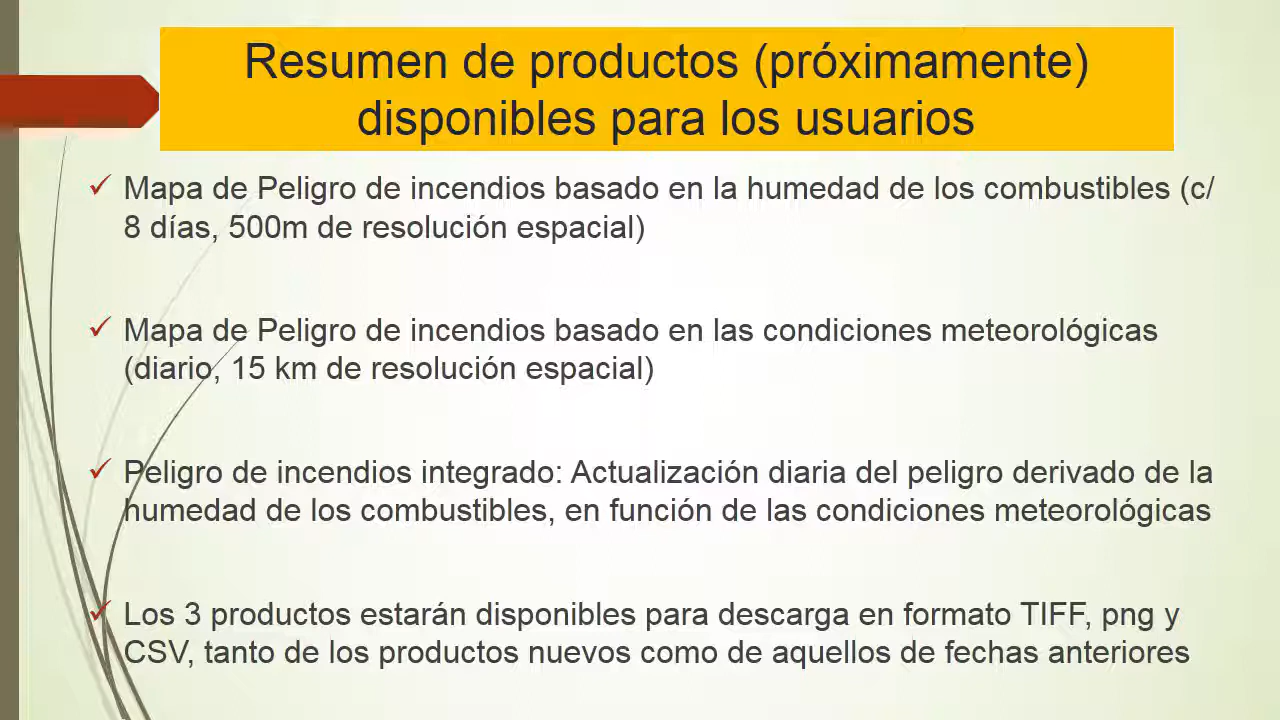 Resumen de productos (próximamente)
disponibles para los usuarios
✓ Mapa de Peligro de incendios basado en la humedad de los combustibles (c/
8 días, 500m de resolución espacial)
✓ Mapa de Peligro de incendios basado en las condiciones meteorológicas
(diario, 15 km de resolución espacial)
✓ Peligro de incendios integrado: Actualización diaria del peligro derivado de la
humedad de los combustibles, en función de las condiciones meteorológicas
✓ Los 3 productos estarán disponibles para descarga en formato TIFF, png y
CSV, tanto de los productos nuevos como de aquellos de fechas anteriores